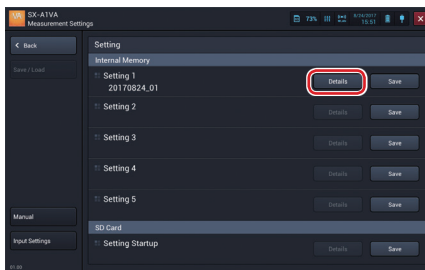 VA SX-A1VA
Measurement Settings
73% 8/24/2017
15:51
< Back
Setting
Save / Load
Internal Memory
Setting 1
20170824_01
Details Save
Setting 2
Details Save
Setting 3
Details Save
Setting 4
Details Save
Setting 5
Details Save
Manual
SD Card
Input Settings
Setting Startup
Details Save
01.00